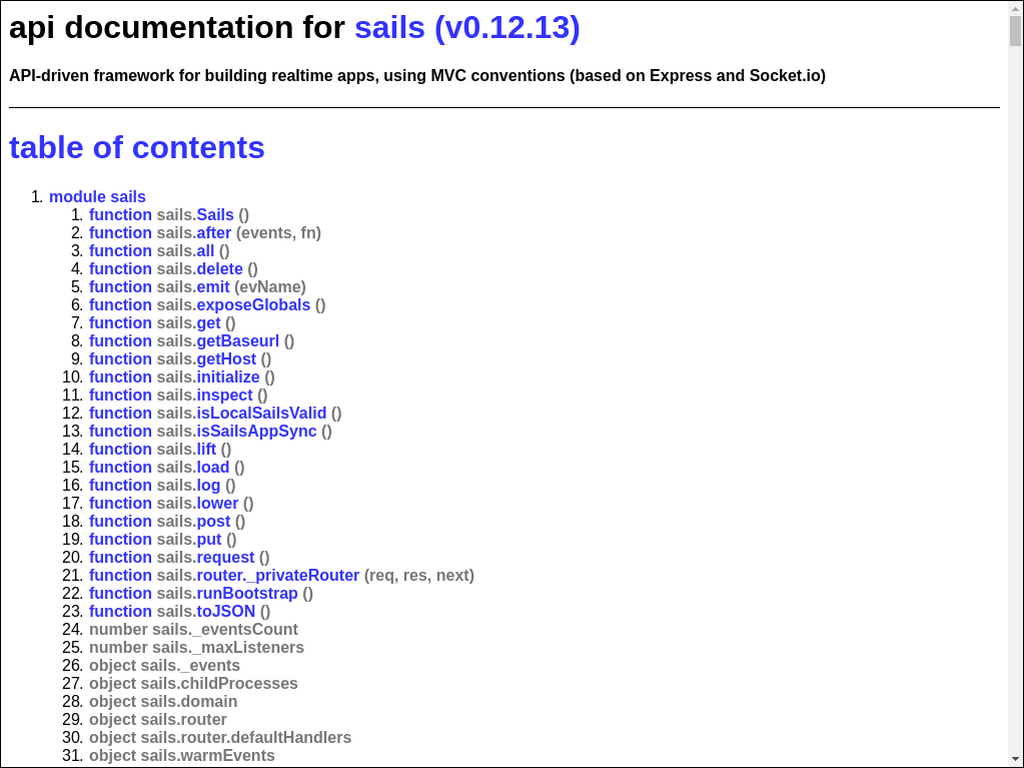 api documentation for sails (v0.12.13)
API-driven framework for building realtime apps, using MVC conventions (based on Express and Socket.io)
table of contents
1. module sails
1. function sails.Sails ()
2. function sails.after (events, fn)
3. function sails.all ()
4. function sails.delete ()
5. function sails.emit (evName)
6. function sails.exposeGlobals ()
7. function sails.get ()
8. function sails.getBaseurl ()
9. function sails.getHost ()
10. function sails.initialize ()
11. function sails.inspect ()
12. function sails.isLocalSailsValid ()
13. function sails.isSailsAppSync ()
14. function sails.lift ()
15. function sails.load ()
16. function sails.log ()
17. function sails.lower ()
18. function sails.post ()
19. function sails.put ()
20. function sails.request ()
21. function sails.router._privateRouter (req, res, next)
22. function sails.runBootstrap ()
23. function sails.toJSON ()
24. number sails._eventsCount
25. number sails._maxListeners
26. object sails._events
27. object sails.childProcesses
28. object sails.domain
29. object sails.router
30. object sails.router.defaultHandlers
31. object sails.warmEvents